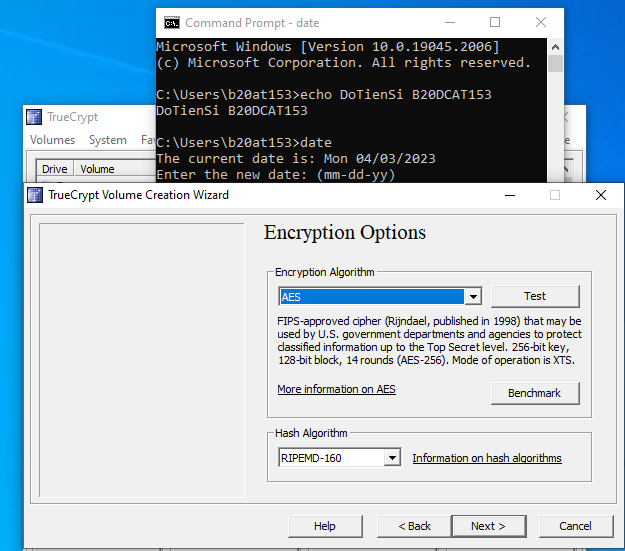 Command Prompt - date
Microsoft Windows [Version 10.0.19045.2006]
(c) Microsoft Corporation. All rights reserved.
C:\Users\b20at153>echo DoTienSi B20DCAT153
DoTienSi B20DCAT153
C:\Users\b20at153>date
The current date is: Mon 04/03/2023
Enter the new date: (mm-dd-yy)
TrueCrypt
Volumes System
Drive Volume
TrueCrypt Volume Creation Wizard
Encryption Options
Encryption Algorithm
AES Test
FIPS-approved cipher (Rijndael, published in 1998) that may be
used by U.S. government departments and agencies to protect
classified information up to the Top Secret level. 256-bit key,
128-bit block, 14 rounds (AES-256). Mode of operation is XTS.
More information on AES
Benchmark
Hash Algorithm
RIPEMD-160 Information on hash algorithms
Help < Back Next > Cancel